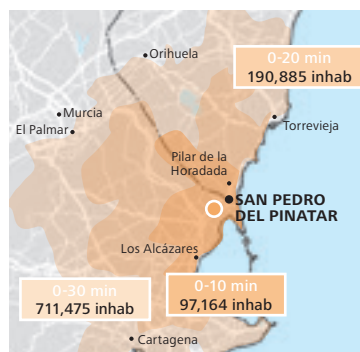 Orihuela
0-20 min
190,885 inhab
Murcia
El Palmar
Torrevieja
Pilar de la
Horadada
SAN PEDRO
DEL PINATAR
Los Alcázares
0-30 min
711,475 inhab
0-10 min
97,164 inhab
Cartagena